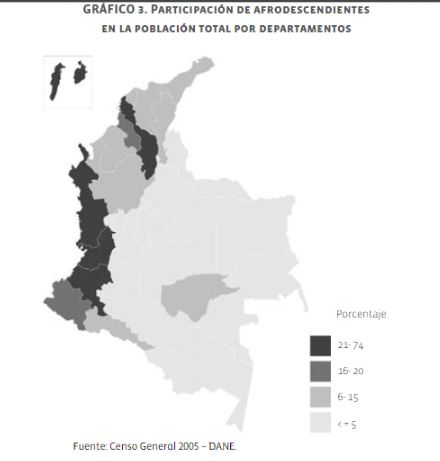 GRÁFICO 3. PARTICIPACIÓN DE AFRODESCENDIENTES
EN LA POBLACIÓN TOTAL POR DEPARTAMENTOS
Porcentaje
21- 74
16- 20
6- 15
< = 5
Fuente: Censo General 2005 – DANE.